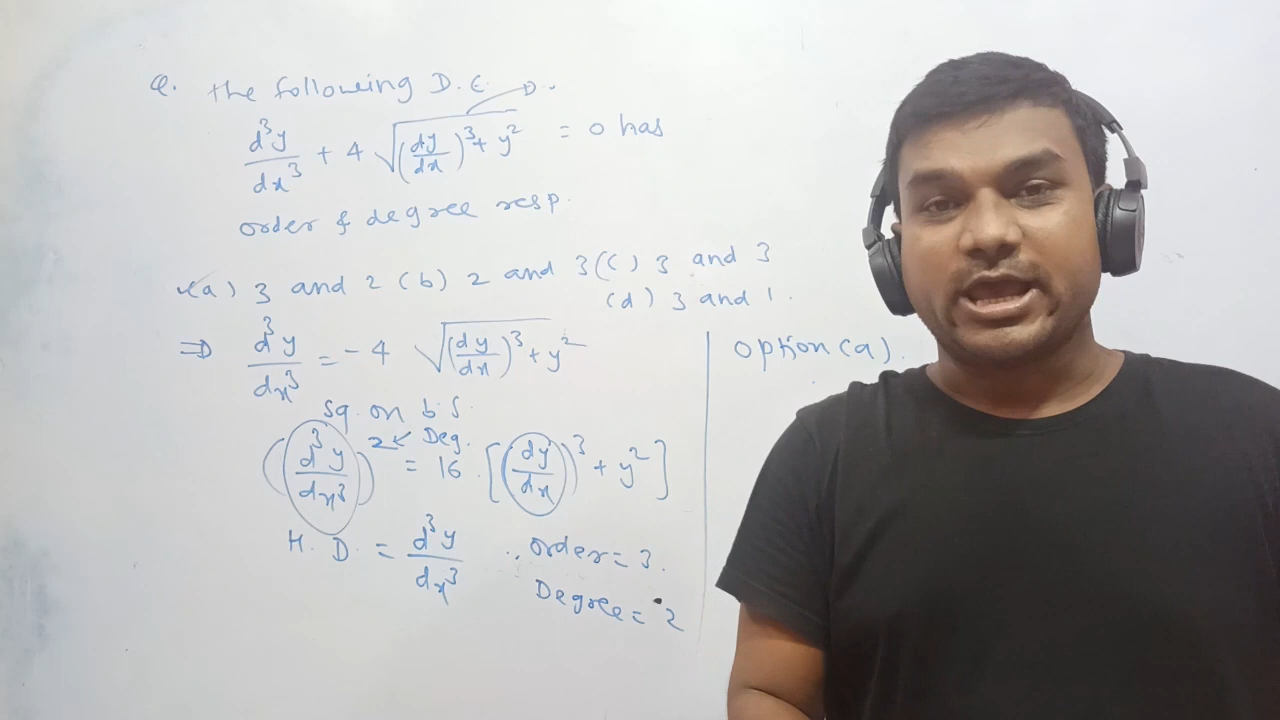 Q. the following D.E.
d³y/dx³ + 4 √((dy/dx)³ + y²) = 0 has
order & degree resp.
(a) 3 and 2 (b) 2 and 3 (c) 3 and 3
(d) 3 and 1.
⇒ d³y/dx³ = -4 √((dy/dx)³ + y²)
Sq. on b.S.
(d³y/dx³)² ← Deg. = 16 [(dy/dx)³ + y²]
H. D. = d³y/dx³ ∴ order = 3.
Degree = 2
option (a).